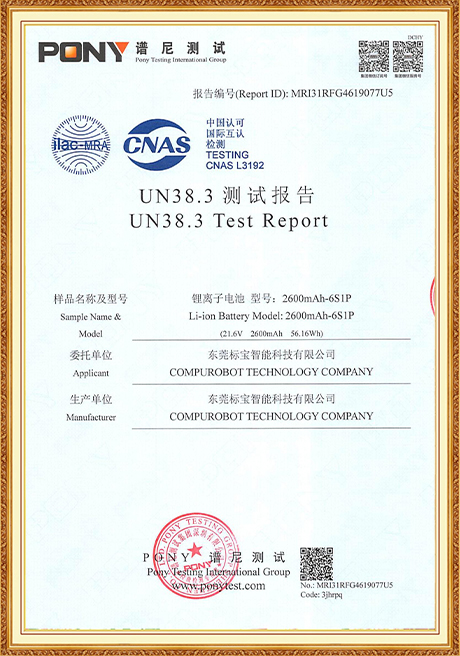 DCHY
PONY 谱尼测试
Pony Testing International Group
报告编号(Report ID): MRI31RFG4619077U5
ilac-MRA
CNAS
中国认可
国际互认
检测
TESTING
CNAS L3192
UN38.3 测试报告
UN38.3 Test Report
样品名称及型号 锂离子电池 型号：2600mAh-6S1P
Sample Name & Li-ion Battery Model: 2600mAh-6S1P
Model (21.6V 2600mAh 56.16Wh)
委托单位 东莞标宝智能科技有限公司
Applicant COMPUROBOT TECHNOLOGY COMPANY
生产单位 东莞标宝智能科技有限公司
Manufacturer COMPUROBOT TECHNOLOGY COMPANY
PONY 谱尼测试
Pony Testing International Group
www.ponytest.com
PONY
No.: MRI31RFG4619077U5
Code: 3jhrpq